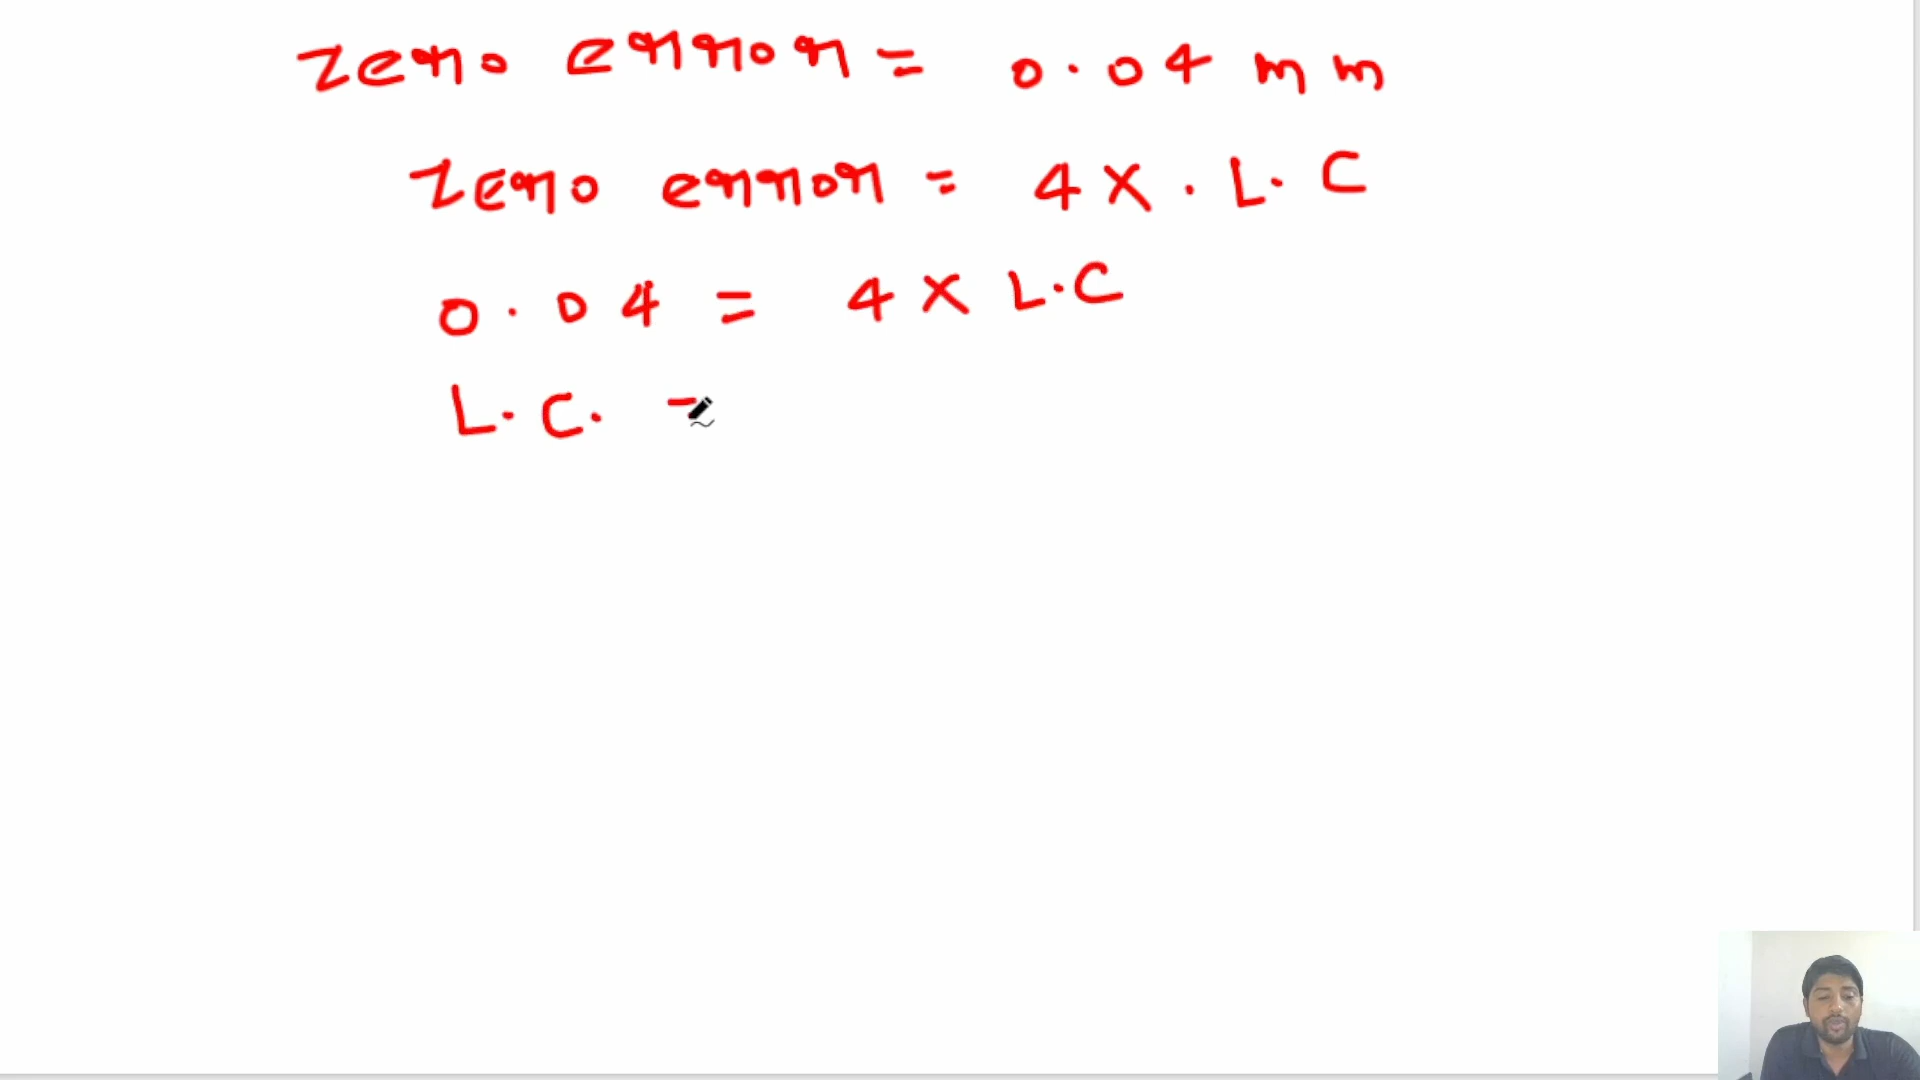 Zero error = 0.04 mm
Zero error = 4 X . L.C
0.04 = 4 X L.C
L.C. =